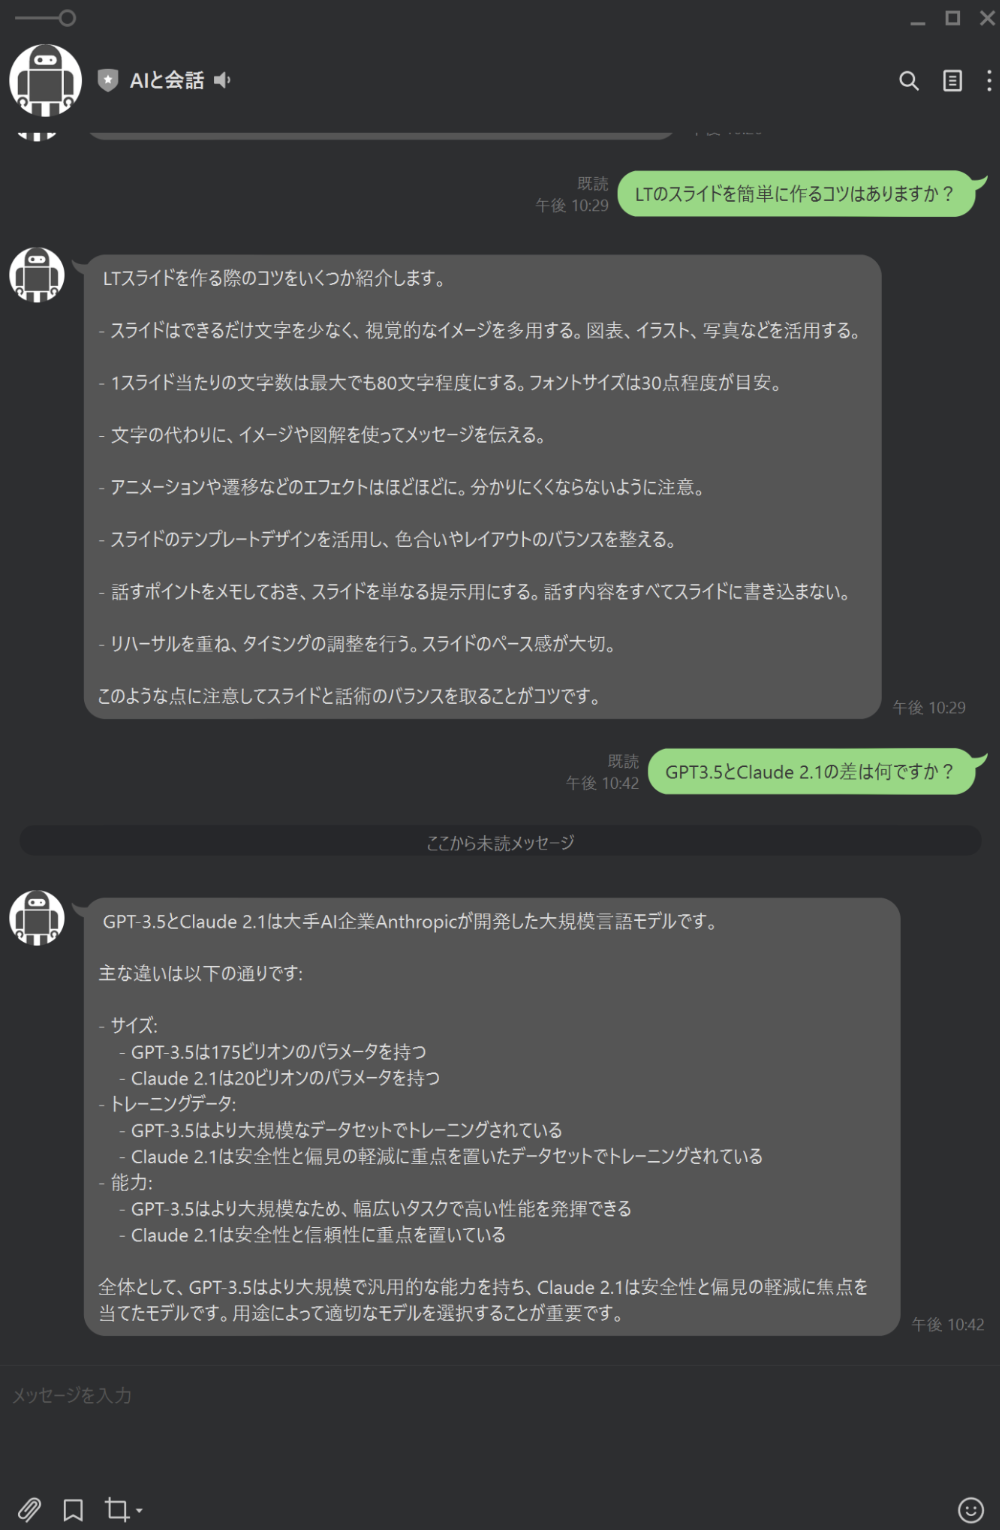 AIと会話
既読
午後 10:29
LTのスライドを簡単に作るコツはありますか？
LTスライドを作る際のコツをいくつか紹介します。
- スライドはできるだけ文字を少なく、視覚的なイメージを多用する。図表、イラスト、写真などを活用する。
- 1スライド当たりの文字数は最大でも80文字程度にする。フォントサイズは30点程度が目安。
- 文字の代わりに、イメージや図解を使ってメッセージを伝える。
- アニメーションや遷移などのエフェクトはほどほどに。分かりにくくならないように注意。
- スライドのテンプレートデザインを活用し、色合いやレイアウトのバランスを整える。
- 話すポイントをメモしておき、スライドを単なる提示用にする。話す内容をすべてスライドに書き込まない。
- リハーサルを重ね、タイミングの調整を行う。スライドのペース感が大切。
このような点に注意してスライドと話術のバランスを取ることがコツです。
午後 10:29
既読
午後 10:42
GPT3.5とClaude 2.1の差は何ですか？
ここから未読メッセージ
GPT-3.5とClaude 2.1は大手AI企業Anthropicが開発した大規模言語モデルです。
主な違いは以下の通りです:
- サイズ:
- GPT-3.5は175ビリオンのパラメータを持つ
- Claude 2.1は20ビリオンのパラメータを持つ
- トレーニングデータ:
- GPT-3.5はより大規模なデータセットでトレーニングされている
- Claude 2.1は安全性と偏見の軽減に重点を置いたデータセットでトレーニングされている
- 能力:
- GPT-3.5はより大規模なため、幅広いタスクで高い性能を発揮できる
- Claude 2.1は安全性と信頼性に重点を置いている
全体として、GPT-3.5はより大規模で汎用的な能力を持ち、Claude 2.1は安全性と偏見の軽減に焦点を
当てたモデルです。用途によって適切なモデルを選択することが重要です。
午後 10:42
メッセージを入力